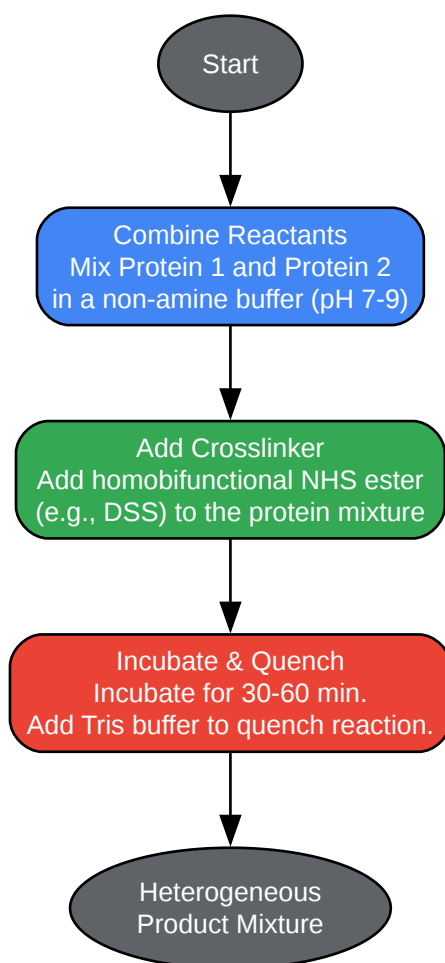 Start
Combine Reactants
Mix Protein 1 and Protein 2
in a non-amine buffer (pH 7-9)
Add Crosslinker
Add homobifunctional NHS ester
(e.g., DSS) to the protein mixture
Incubate & Quench
Incubate for 30-60 min.
Add Tris buffer to quench reaction.
Heterogeneous
Product Mixture